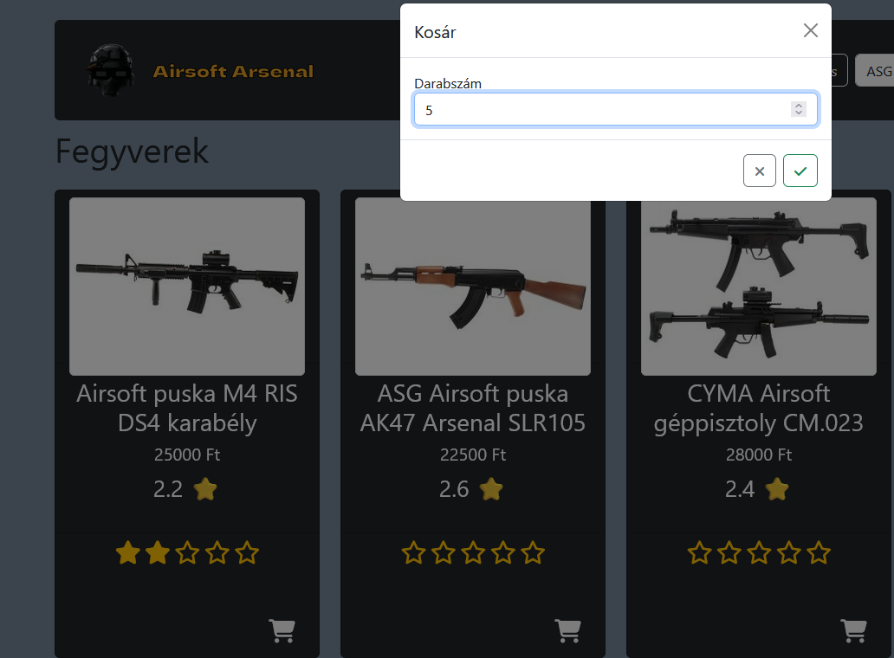 Kosár
Darabszám
5
Airsoft Arsenal
s
ASG
Fegyverek
Airsoft puska M4 RIS
DS4 karabély
25000 Ft
2.2
ASG Airsoft puska
AK47 Arsenal SLR105
22500 Ft
2.6
CYMA Airsoft
géppisztoly CM.023
28000 Ft
2.4